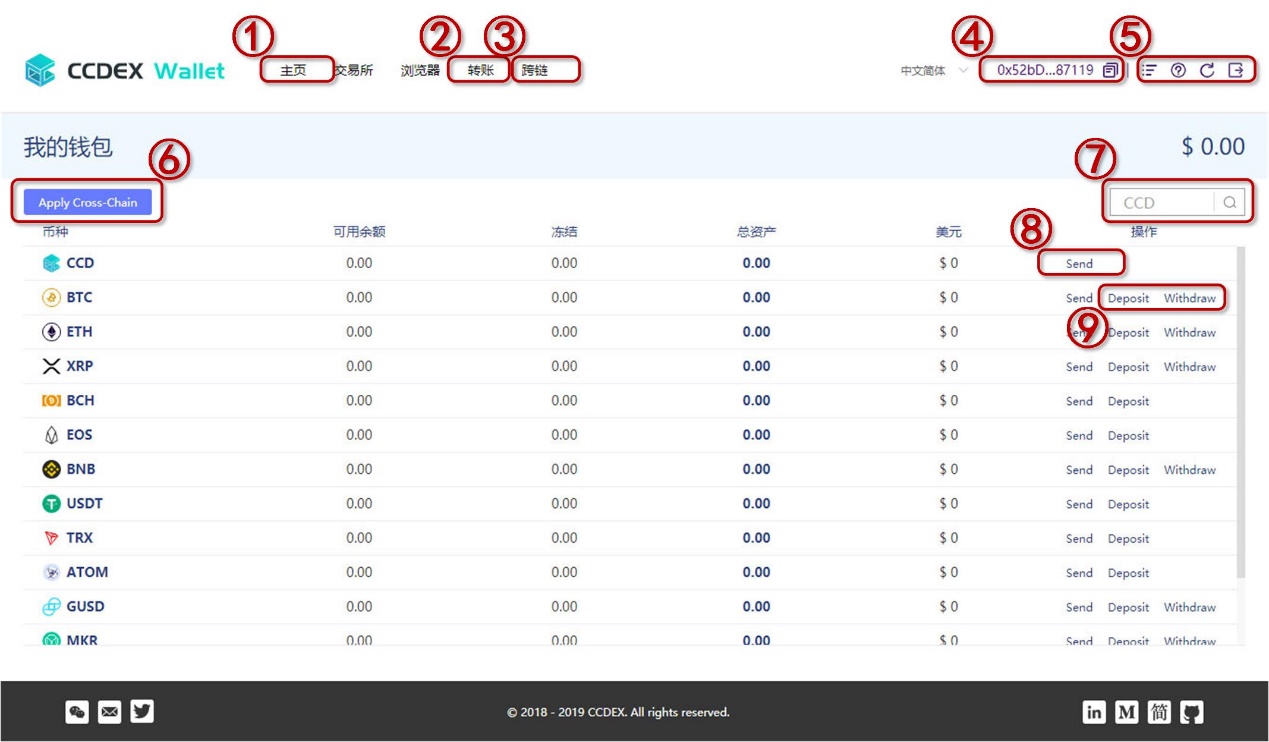 ① ② ③ ④ ⑤
CCDEX Wallet 主页 交易所 浏览器 转账 跨链 中文简体 0x52bD...87119
我的钱包 $ 0.00
⑥ ⑦
Apply Cross-Chain CCD
⑧
币种 可用余额 冻结 总资产 美元 操作
CCD 0.00 0.00 0.00 $ 0 Send
BTC 0.00 0.00 0.00 $ 0 Send Deposit Withdraw
⑨
ETH 0.00 0.00 0.00 $ 0 Send Deposit Withdraw
XRP 0.00 0.00 0.00 $ 0 Send Deposit Withdraw
BCH 0.00 0.00 0.00 $ 0 Send Deposit
EOS 0.00 0.00 0.00 $ 0 Send Deposit
BNB 0.00 0.00 0.00 $ 0 Send Deposit Withdraw
USDT 0.00 0.00 0.00 $ 0 Send Deposit
TRX 0.00 0.00 0.00 $ 0 Send Deposit
ATOM 0.00 0.00 0.00 $ 0 Send Deposit
GUSD 0.00 0.00 0.00 $ 0 Send Deposit Withdraw
MKR 0.00 0.00 0.00 $ 0 Send Deposit Withdraw
© 2018 - 2019 CCDEX. All rights reserved. in M 简